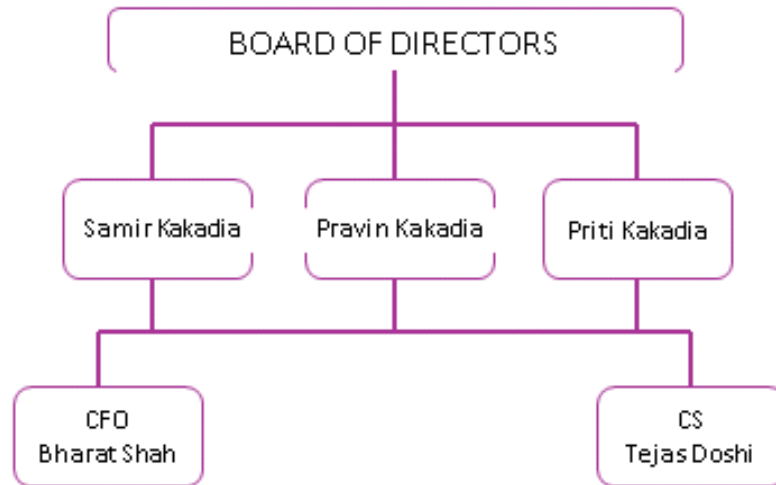 BOARD OF DIRECTORS
Samir Kakadia
Pravin Kakadia
Priti Kakadia
CFO
Bharat Shah
CS
Tejas Doshi